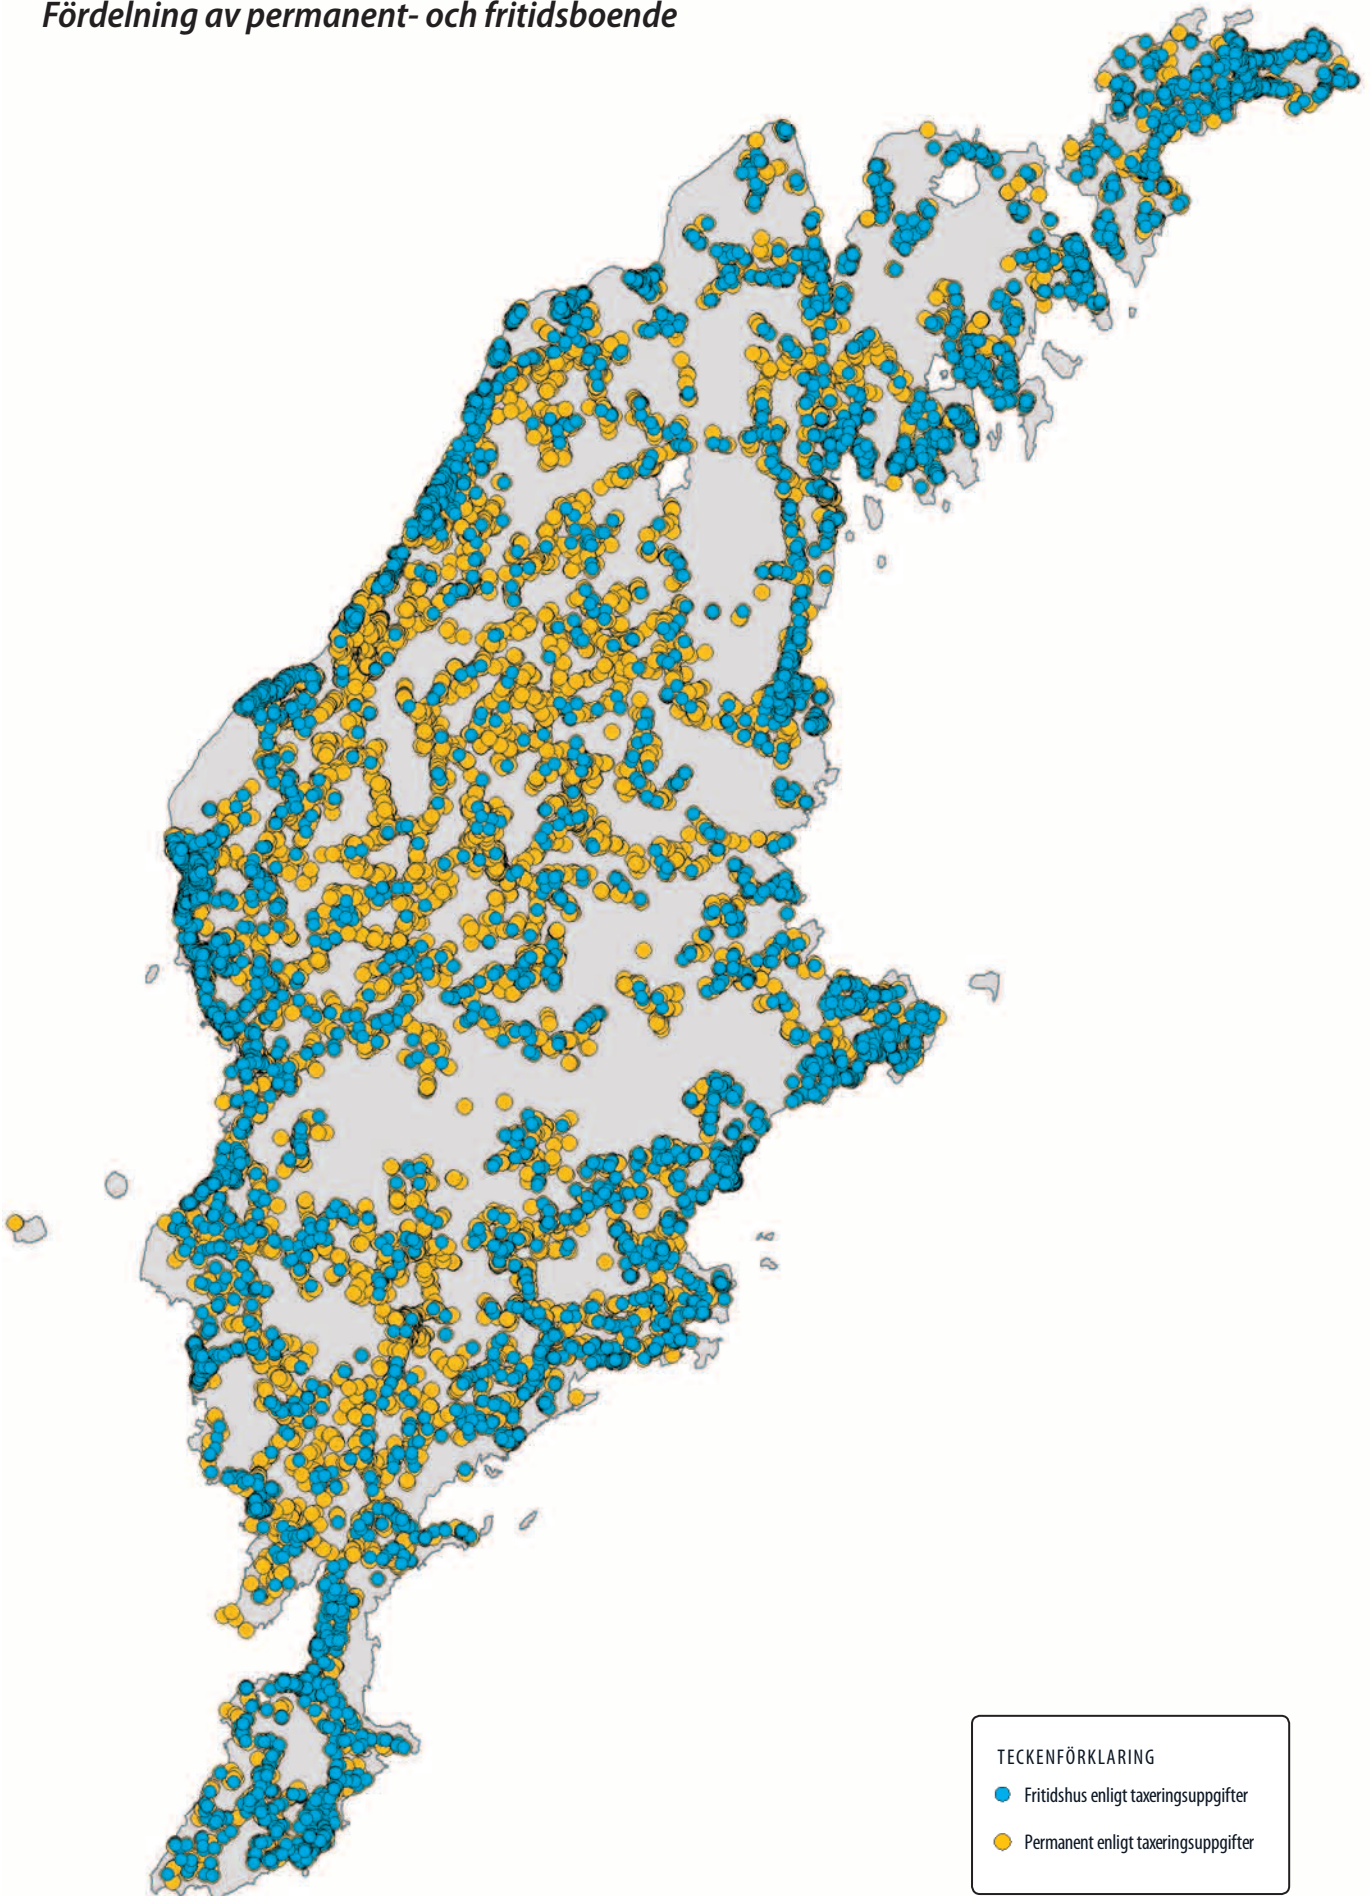 Fördelning av permanent- och fritidsboende
TECKENFÖRKLARING
Fritidshus enligt taxeringsuppgifter
Permanent enligt taxeringsuppgifter